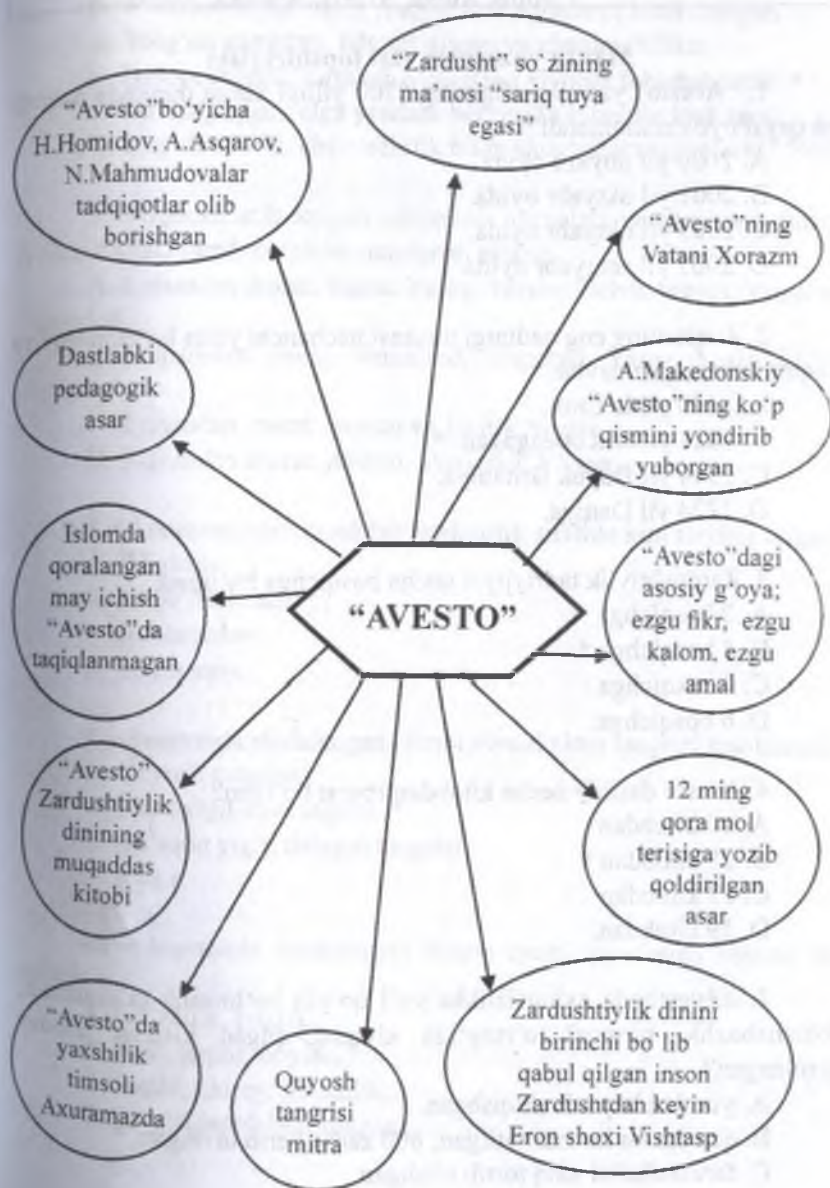 “Zardusht” so`zining
ma’nosi “sariq tuya
egasi”
“Avesto”bo‘yicha
H.Homidov, A.Asqarov,
N.Mahmudovalar
tadqiqotlar olib
borishgan
“Avesto”ning
Vatani Xorazm
Dastlabki
pedagogik
asar
A.Makedonskiy
“Avesto”ning ko‘p
qismini yondirib
yuborgan
Islomda
qoralangan
may ichish
“Avesto”da
taqiqlanmagan
“AVESTO”
“Avesto”dagi
asosiy g‘oya;
ezgu fikr, ezgu
kalom, ezgu
amal
“Avesto”
Zardushtiylik
dinining
muqaddas
kitobi
12 ming
qora mol
terisiga yozib
qoldirilgan
asar
“Avesto”da
yaxshilik
timsoli
Axuramazda
Quyosh
tangrisi
mitra
Zardushtiylik dinini
birinchi bo`lib
qabul qilgan inson
Zardushtdan keyin
Eron shoxi Vishtasp